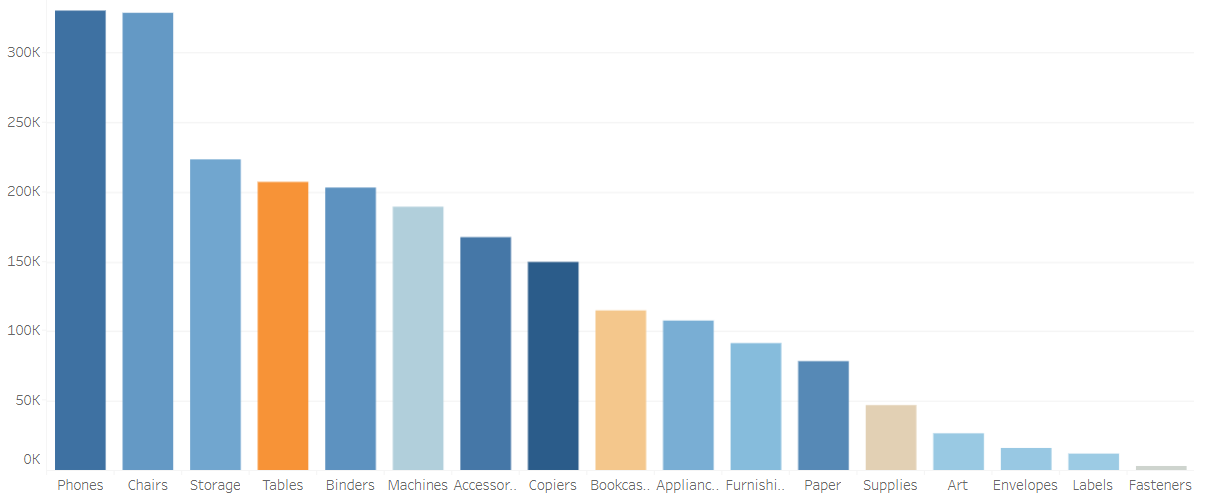 300K
250K
200K
150K
100K
50K
0K
Phones Chairs Storage Tables Binders Machines Accessor.. Copiers Bookcas.. Applianc.. Furnishi.. Paper Supplies Art Envelopes Labels Fasteners